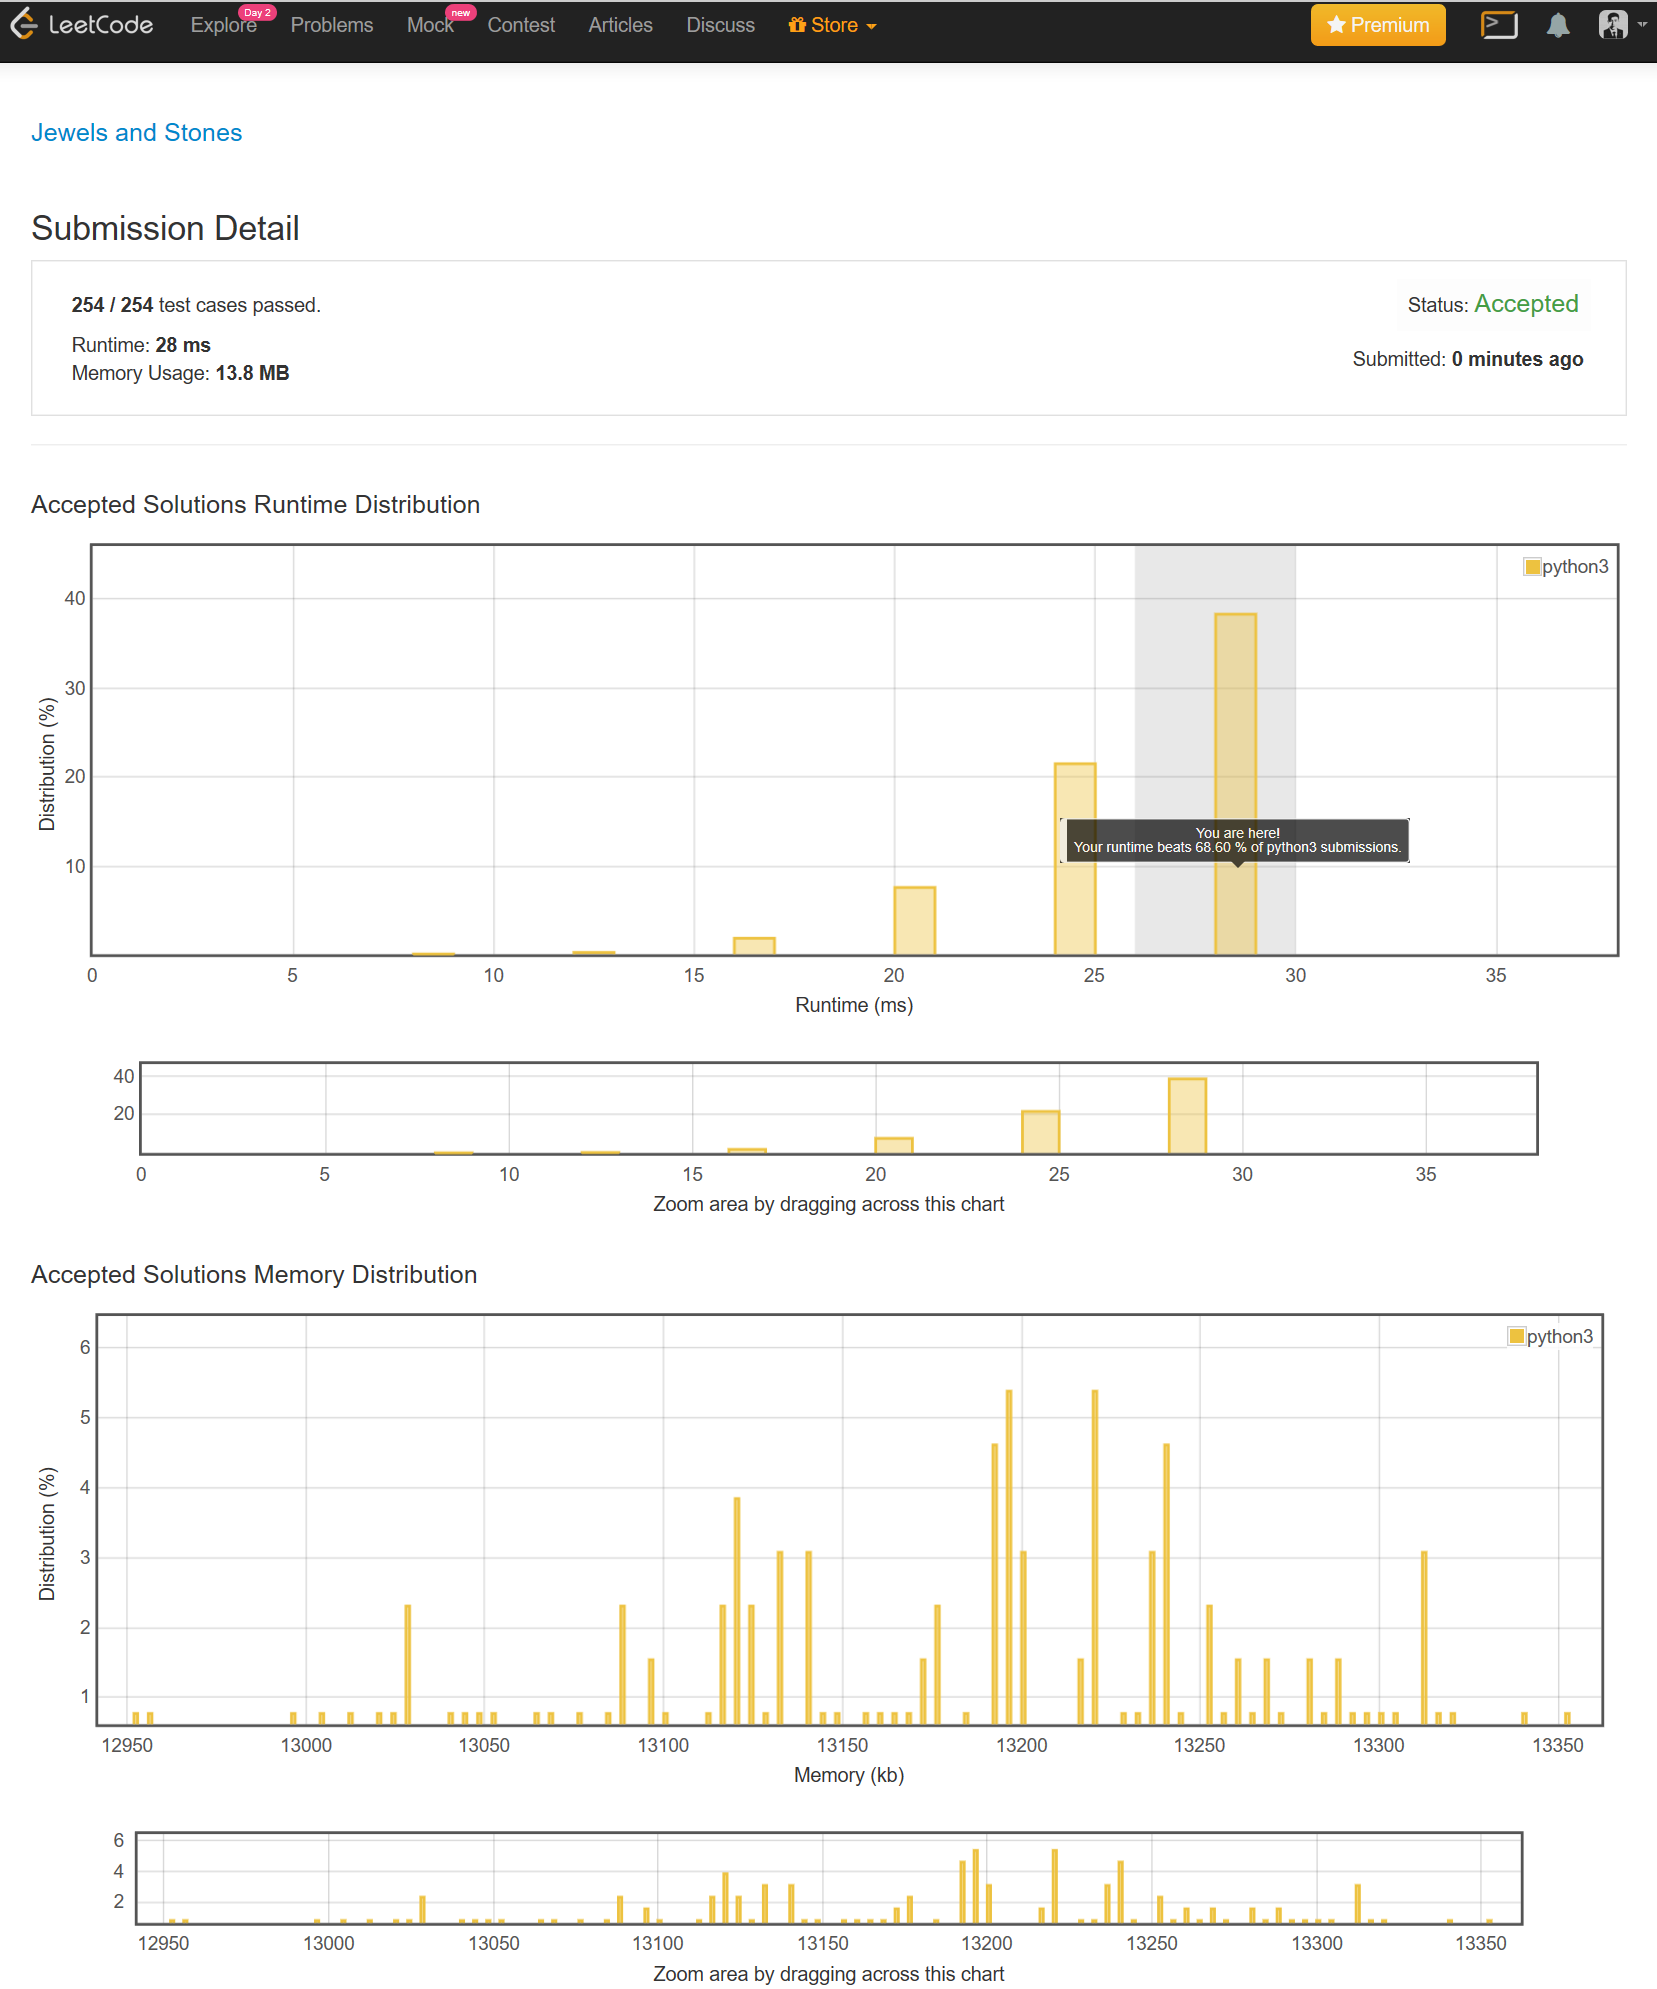 LeetCode Explore Day 2 Problems Mock new Contest Articles Discuss Store Premium
Jewels and Stones
Submission Detail
254 / 254 test cases passed.
Status: Accepted
Runtime: 28 ms
Submitted: 0 minutes ago
Memory Usage: 13.8 MB
Accepted Solutions Runtime Distribution
python3
40
30
20
10
Distribution (%)
You are here!
Your runtime beats 68.60 % of python3 submissions.
0 5 10 15 20 25 30 35
Runtime (ms)
40
20
0 5 10 15 20 25 30 35
Zoom area by dragging across this chart
Accepted Solutions Memory Distribution
python3
6
5
4
3
2
1
Distribution (%)
12950 13000 13050 13100 13150 13200 13250 13300 13350
Memory (kb)
6
4
2
12950 13000 13050 13100 13150 13200 13250 13300 13350
Zoom area by dragging across this chart